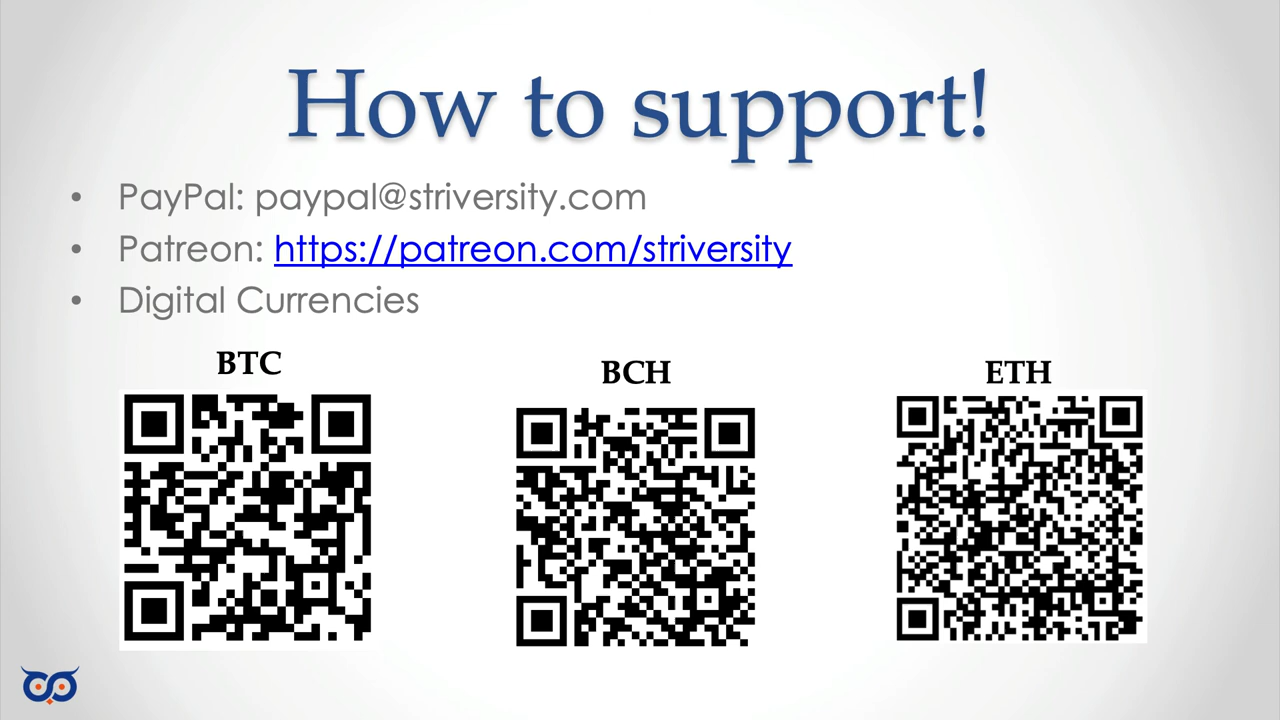 How to support!
• PayPal: paypal@striversity.com
• Patreon: https://patreon.com/striversity
• Digital Currencies
BTC
BCH
ETH